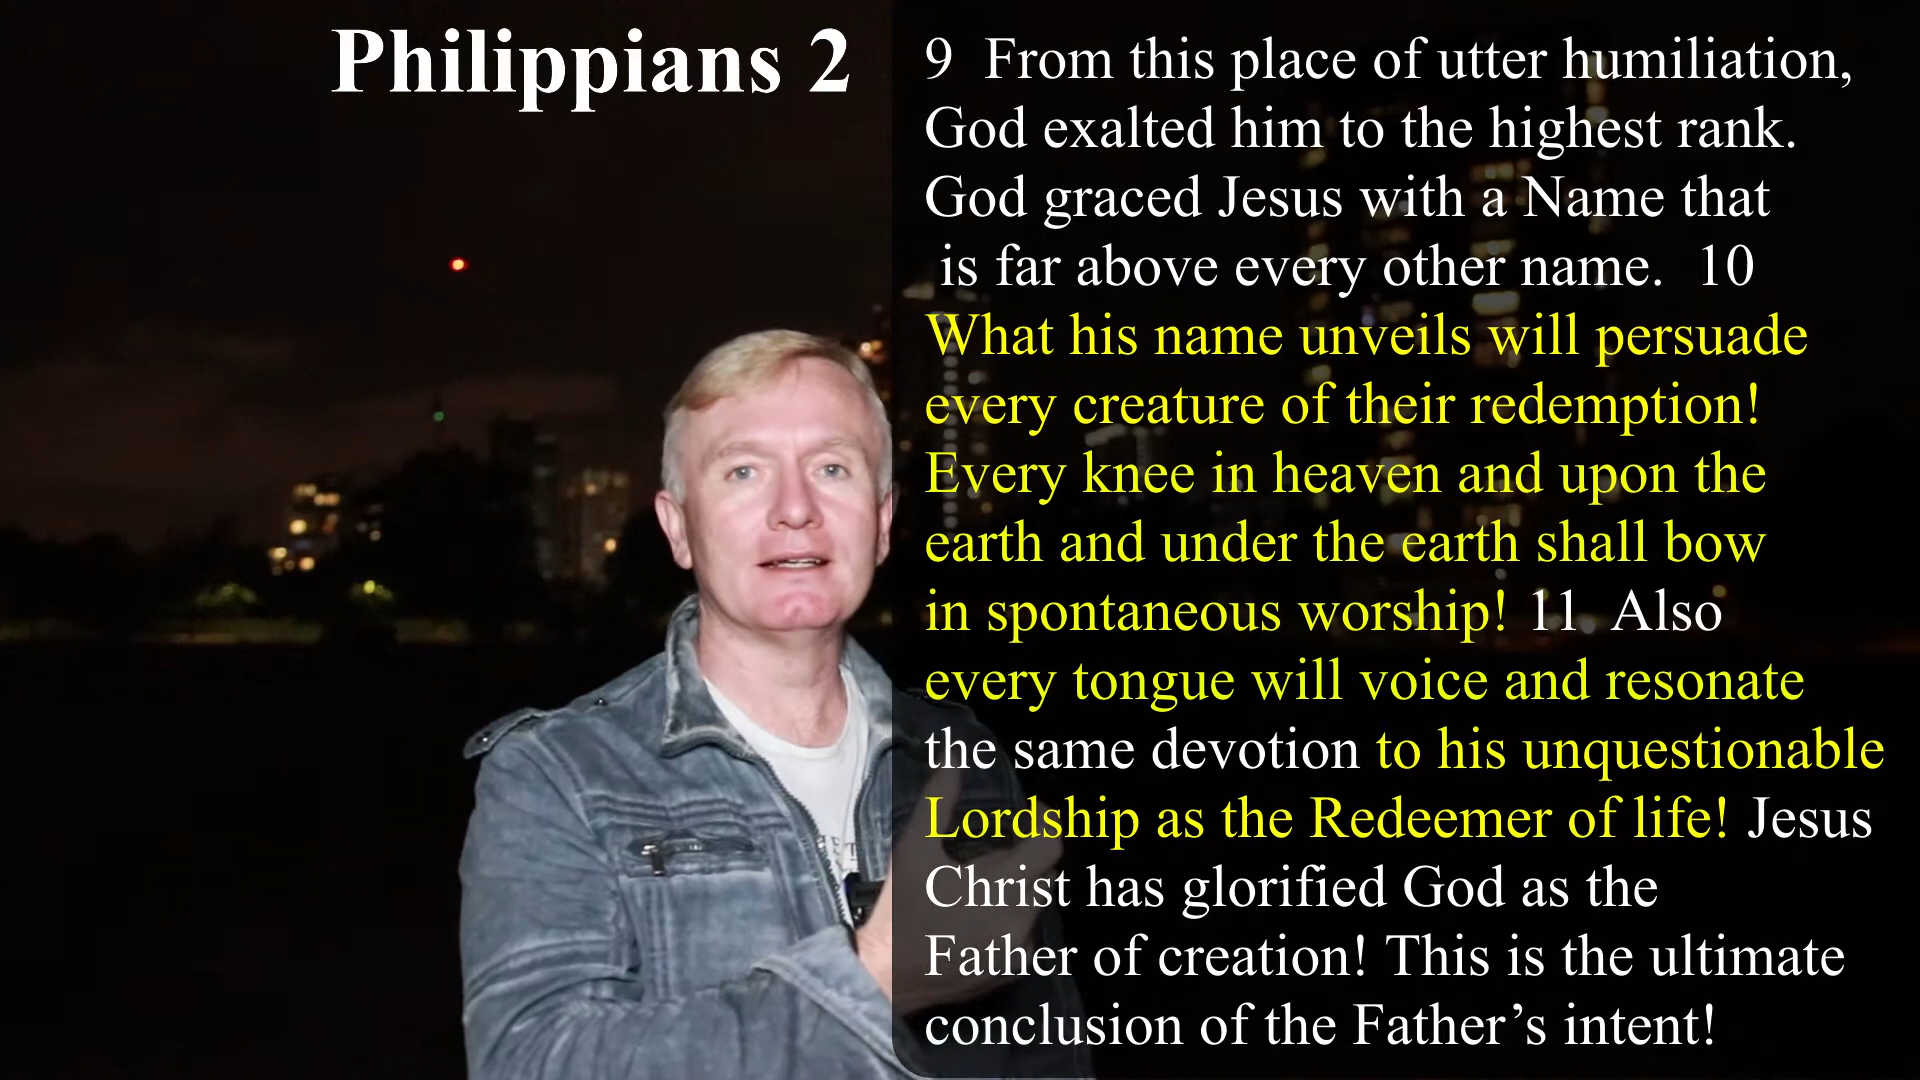 Philippians 2
9 From this place of utter humiliation,
God exalted him to the highest rank.
God graced Jesus with a Name that
is far above every other name. 10
What his name unveils will persuade
every creature of their redemption!
Every knee in heaven and upon the
earth and under the earth shall bow
in spontaneous worship! 11 Also
every tongue will voice and resonate
the same devotion to his unquestionable
Lordship as the Redeemer of life! Jesus
Christ has glorified God as the
Father of creation! This is the ultimate
conclusion of the Father’s intent!